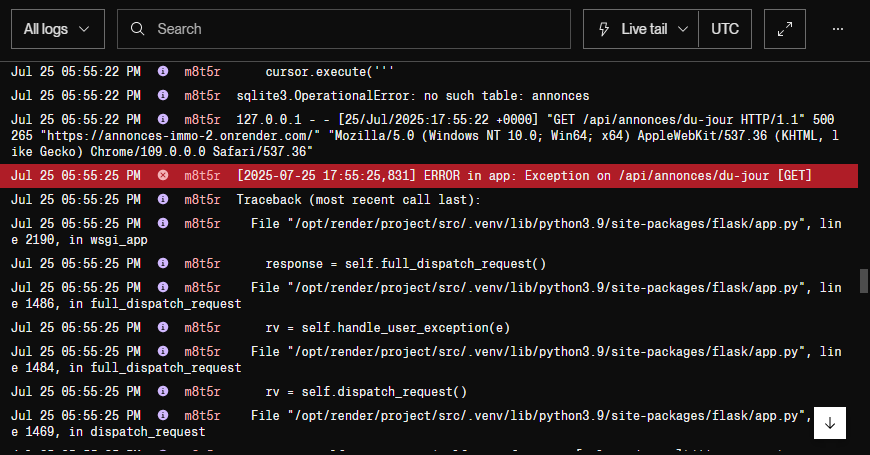 All logs
Search
Live tail
UTC
Jul 25 05:55:22 PM m8t5r cursor.execute('''
Jul 25 05:55:22 PM m8t5r sqlite3.OperationalError: no such table: annonces
Jul 25 05:55:22 PM m8t5r 127.0.0.1 - - [25/Jul/2025:17:55:22 +0000] "GET /api/annonces/du-jour HTTP/1.1" 500
265 "https://annonces-immo-2.onrender.com/" "Mozilla/5.0 (Windows NT 10.0; Win64; x64) AppleWebKit/537.36 (KHTML, l
ike Gecko) Chrome/109.0.0.0 Safari/537.36"
Jul 25 05:55:25 PM m8t5r [2025-07-25 17:55:25,831] ERROR in app: Exception on /api/annonces/du-jour [GET]
Jul 25 05:55:25 PM m8t5r Traceback (most recent call last):
Jul 25 05:55:25 PM m8t5r File "/opt/render/project/src/.venv/lib/python3.9/site-packages/flask/app.py", lin
e 2190, in wsgi_app
Jul 25 05:55:25 PM m8t5r response = self.full_dispatch_request()
Jul 25 05:55:25 PM m8t5r File "/opt/render/project/src/.venv/lib/python3.9/site-packages/flask/app.py", lin
e 1486, in full_dispatch_request
Jul 25 05:55:25 PM m8t5r rv = self.handle_user_exception(e)
Jul 25 05:55:25 PM m8t5r File "/opt/render/project/src/.venv/lib/python3.9/site-packages/flask/app.py", lin
e 1484, in full_dispatch_request
Jul 25 05:55:25 PM m8t5r rv = self.dispatch_request()
Jul 25 05:55:25 PM m8t5r File "/opt/render/project/src/.venv/lib/python3.9/site-packages/flask/app.py",
e 1469, in dispatch_request